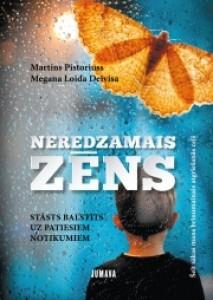 Martins Pistoriuss
Megana Loida Deivisa
NEREDZAMAIS
ZĒNS
STĀSTS BALSTĪTS
UZ PATIESIEM
NOTIKUMIEM
JUMAVA